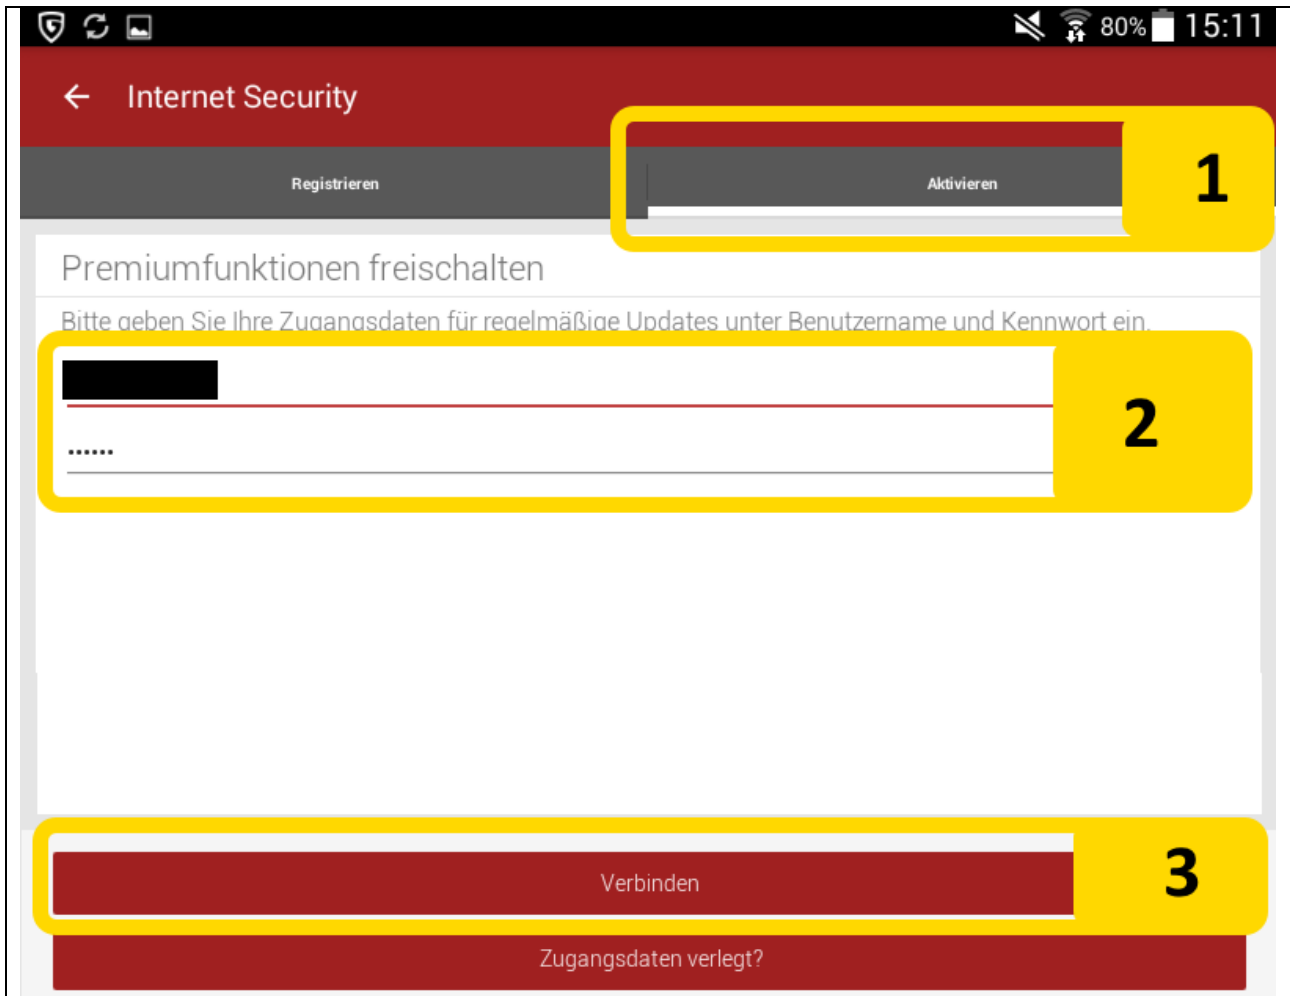 80% 15:11
Internet Security
Registrieren Aktivieren 1
Premiumfunktionen freischalten
Bitte geben Sie Ihre Zugangsdaten für regelmäßige Updates unter Benutzername und Kennwort ein.
2
......
Verbinden 3
Zugangsdaten verlegt?